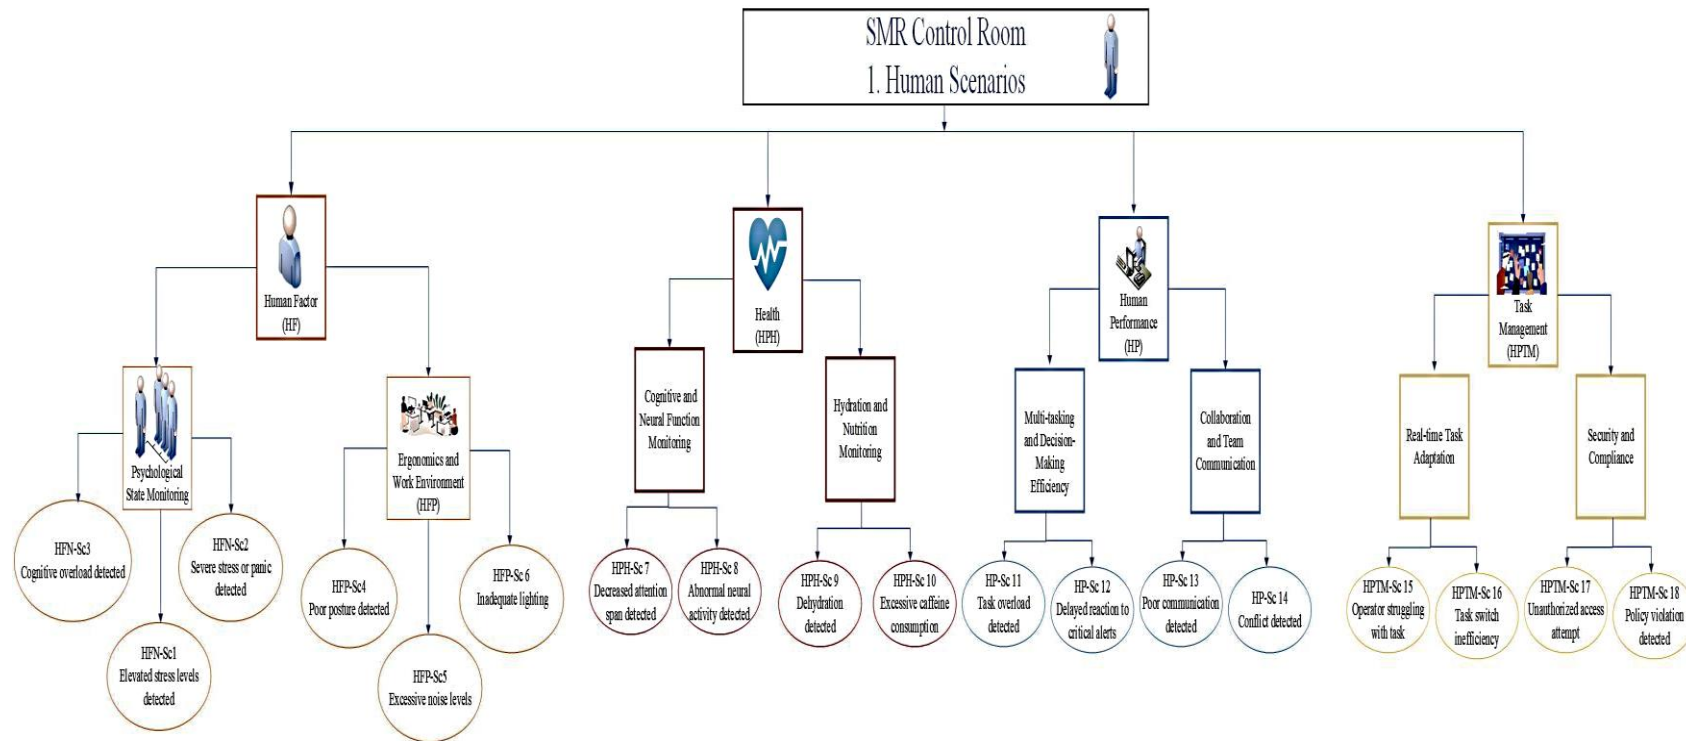 SMR Control Room
1. Human Scenarios
Human Factor
(HF)
Health
(HPH)
Human
Performance
(HP)
Task
Management
(HPTM)
Psychological
State Monitoring
Ergonomics and
Work Environment
(HFP)
Cognitive and
Neural Function
Monitoring
Hydration and
Nutrition
Monitoring
Multi-tasking
and Decision-
Making
Efficiency
Collaboration
and Team
Communication
Real-time Task
Adaptation
Security and
Compliance
HFN-Sc3
Cognitive overload detected
HFN-Sc1
Elevated stress levels
detected
HFN-Sc2
Severe stress or panic
detected
HFP-Sc4
Poor posture detected
HFP-Sc5
Excessive noise levels
HFP-Sc 6
Inadequate lighting
HPH-Sc 7
Decreased attention
span detected
HPH-Sc 8
Abnormal neural
activity detected
HPH-Sc 9
Dehydration
detected
HPH-Sc 10
Excessive caffeine
consumption
HP-Sc 11
Task overload
detected
HP-Sc 12
Delayed reaction to
critical alerts
HP-Sc 13
Poor communication
detected
HP-Sc 14
Conflict detected
HPTM-Sc 15
Operator struggling
with task
HPTM-Sc 16
Task switch
inefficiency
HPTM-Sc 17
Unauthorized access
attempt
HPTM-Sc 18
Policy violation
detected